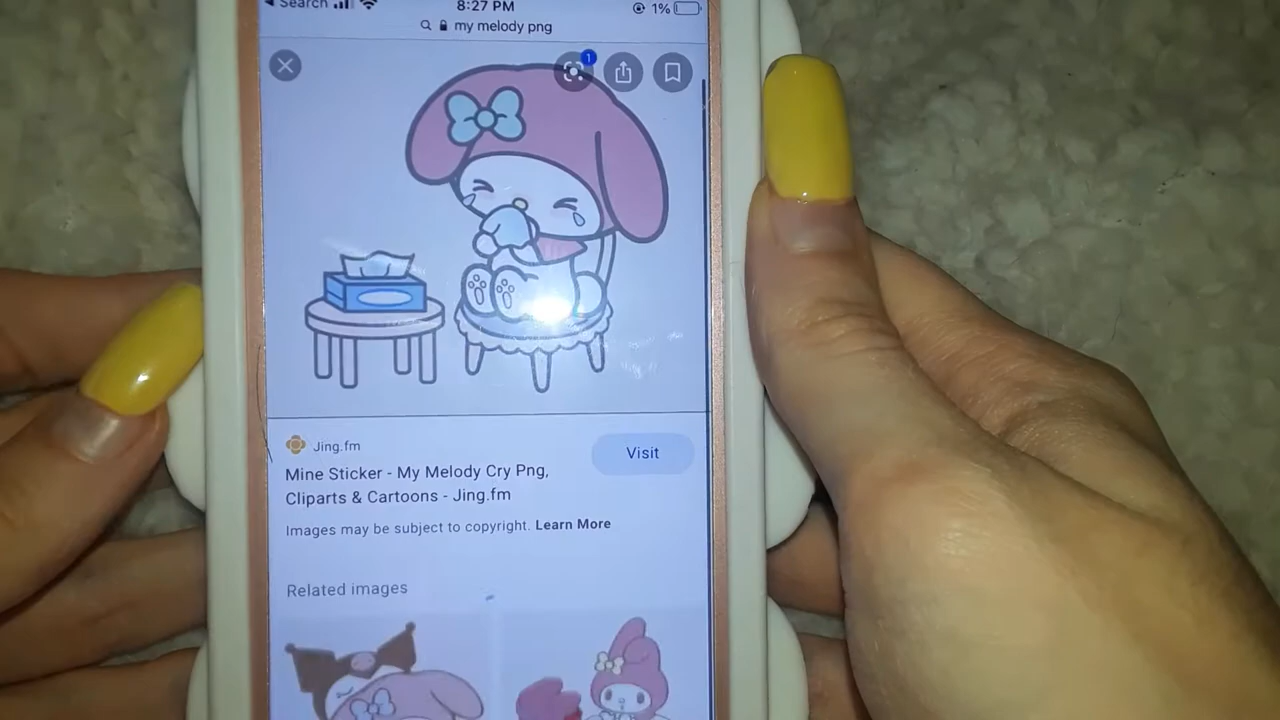 Search
8:27 PM
1%
my melody png
1
Jing.fm
Visit
Mine Sticker - My Melody Cry Png,
Cliparts & Cartoons - Jing.fm
Images may be subject to copyright. Learn More
Related images